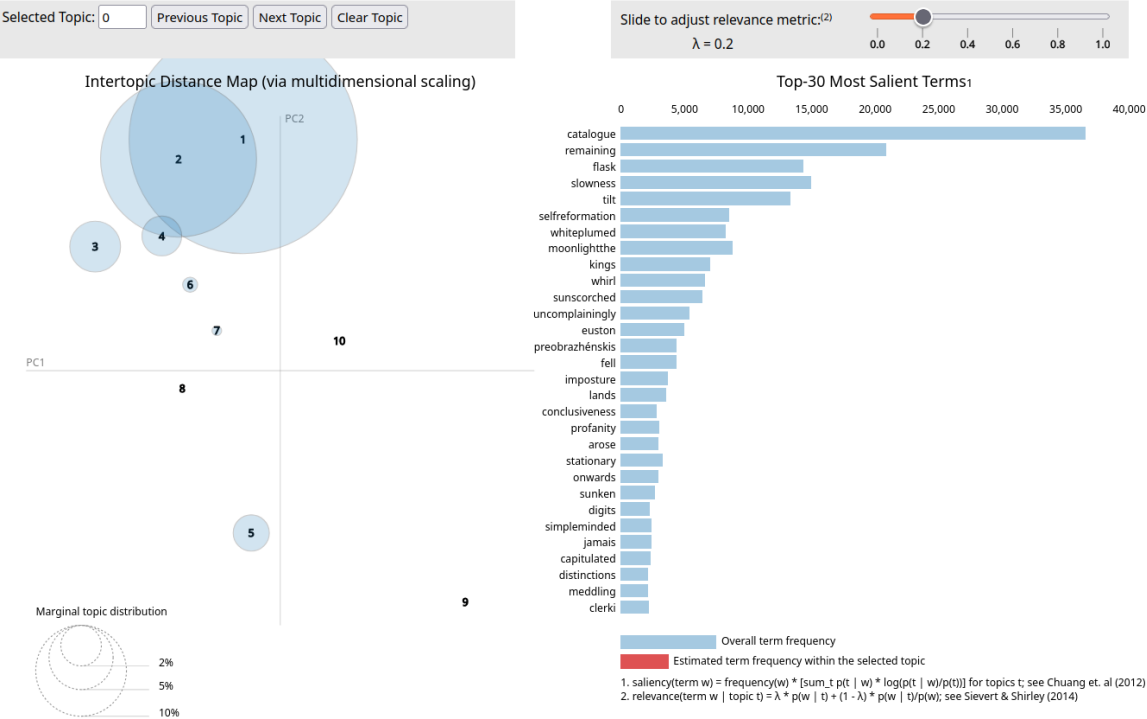 Selected Topic: 0 Previous Topic Next Topic Clear Topic
Slide to adjust relevance metric:(2)
λ = 0.2
0.0 0.2 0.4 0.6 0.8 1.0
Intertopic Distance Map (via multidimensional scaling)
PC2
1
2
3
4
6
7
10
PC1
8
5
9
Marginal topic distribution
2%
5%
10%
Top-30 Most Salient Terms1
0 5,000 10,000 15,000 20,000 25,000 30,000 35,000 40,000
catalogue
remaining
flask
slowness
tilt
selfreformation
whiteplumed
moonlightthe
kings
whirl
sunscorched
uncomplainingly
euston
preobrazhénskis
fell
imposture
lands
conclusiveness
profanity
arose
stationary
onwards
sunken
digits
simpleminded
jamais
capitulated
distinctions
meddling
clerki
Overall term frequency
Estimated term frequency within the selected topic
1. saliency(term w) = frequency(w) * [sum_t p(t | w) * log(p(t | w)/p(t))] for topics t; see Chuang et. al (2012)
2. relevance(term w | topic t) = λ * p(w | t) + (1 - λ) * p(w | t)/p(w); see Sievert & Shirley (2014)